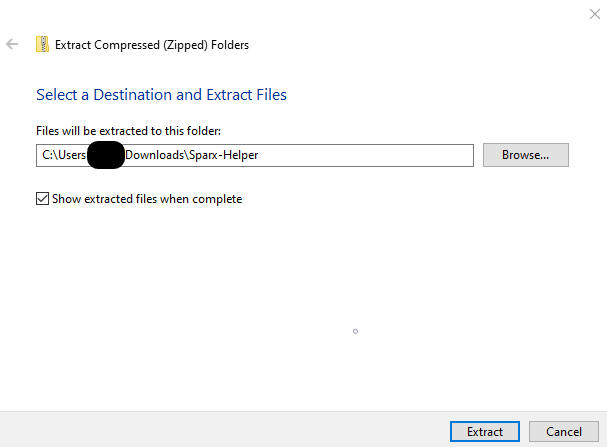 Extract Compressed (Zipped) Folders
Select a Destination and Extract Files
Files will be extracted to this folder:
C:\Users Downloads\Sparx-Helper
Browse...
Show extracted files when complete
Extract
Cancel